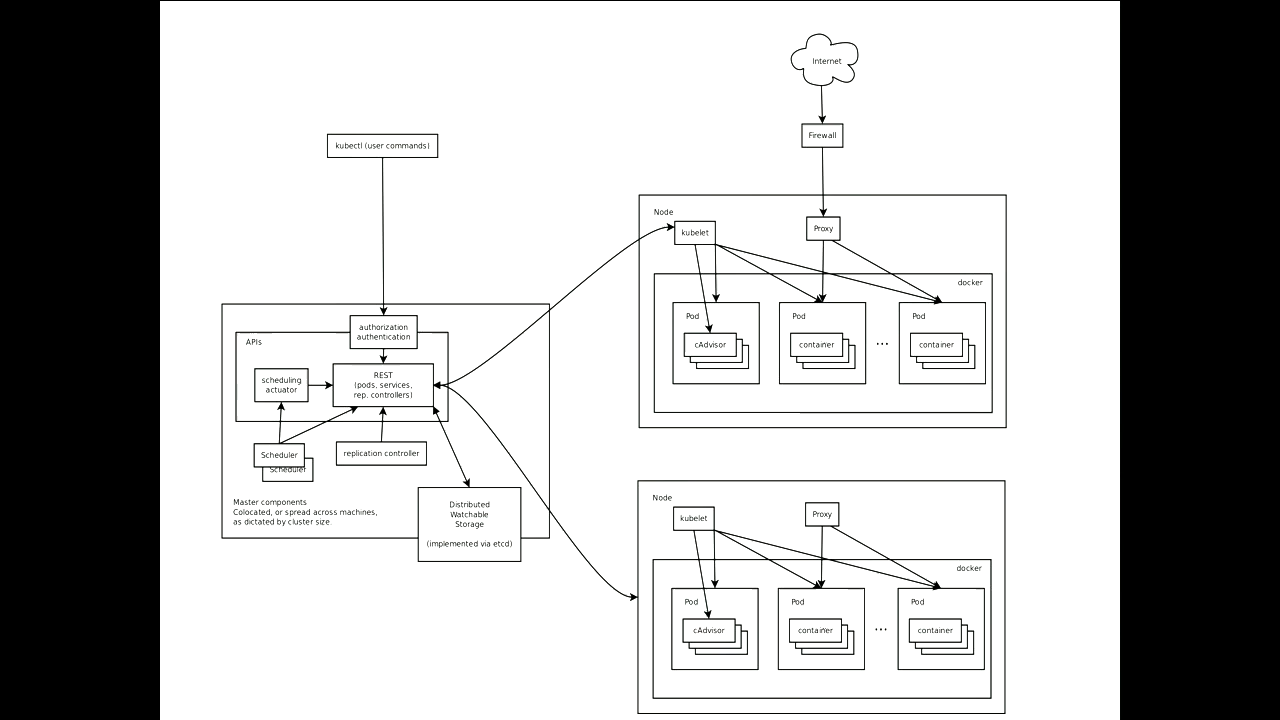 Internet
Firewall
kubectl (user commands)
Node
kubelet
Proxy
docker
Pod
cAdvisor
Pod
container
...
Pod
container
authorization
authentication
APIs
REST
(pods, services,
rep. controllers)
scheduling
actuator
Scheduler
Scheduler
replication controller
Master components
Colocated, or spread across machines,
as dictated by cluster size.
Distributed
Watchable
Storage
(implemented via etcd)
Node
kubelet
Proxy
docker
Pod
cAdvisor
Pod
container
...
Pod
container